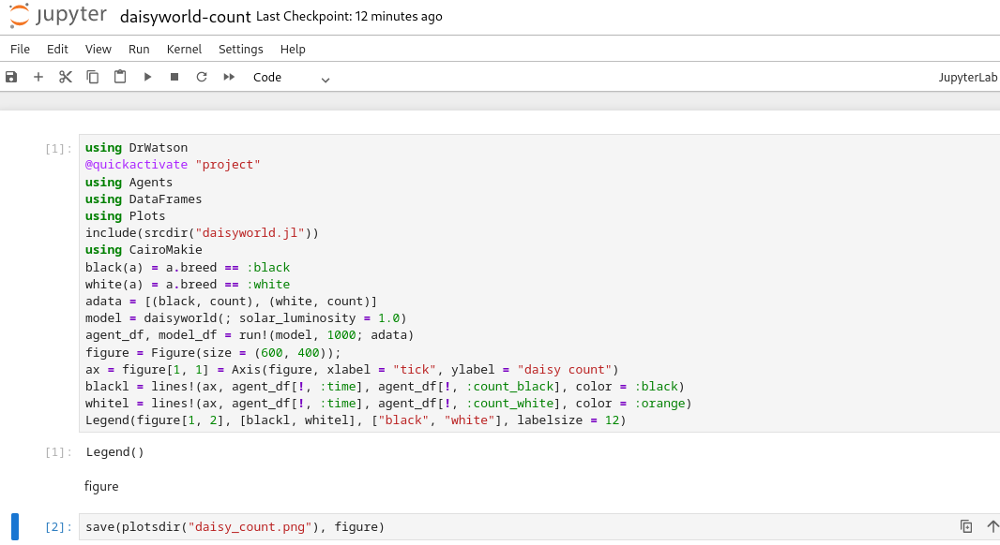 jupyter daisyworld-count Last Checkpoint: 12 minutes ago
File Edit View Run Kernel Settings Help
Code JupyterLab
[1]: using DrWatson
@quickactivate "project"
using Agents
using DataFrames
using Plots
include(srcdir("daisyworld.jl"))
using CairoMakie
black(a) = a.breed == :black
white(a) = a.breed == :white
adata = [(black, count), (white, count)]
model = daisyworld(; solar_luminosity = 1.0)
agent_df, model_df = run!(model, 1000; adata)
figure = Figure(size = (600, 400));
ax = figure[1, 1] = Axis(figure, xlabel = "tick", ylabel = "daisy count")
blackl = lines!(ax, agent_df[!, :time], agent_df[!, :count_black], color = :black)
whitel = lines!(ax, agent_df[!, :time], agent_df[!, :count_white], color = :orange)
Legend(figure[1, 2], [blackl, whitel], ["black", "white"], labelsize = 12)
[1]: Legend()
figure
[2]: save(plotsdir("daisy_count.png"), figure)